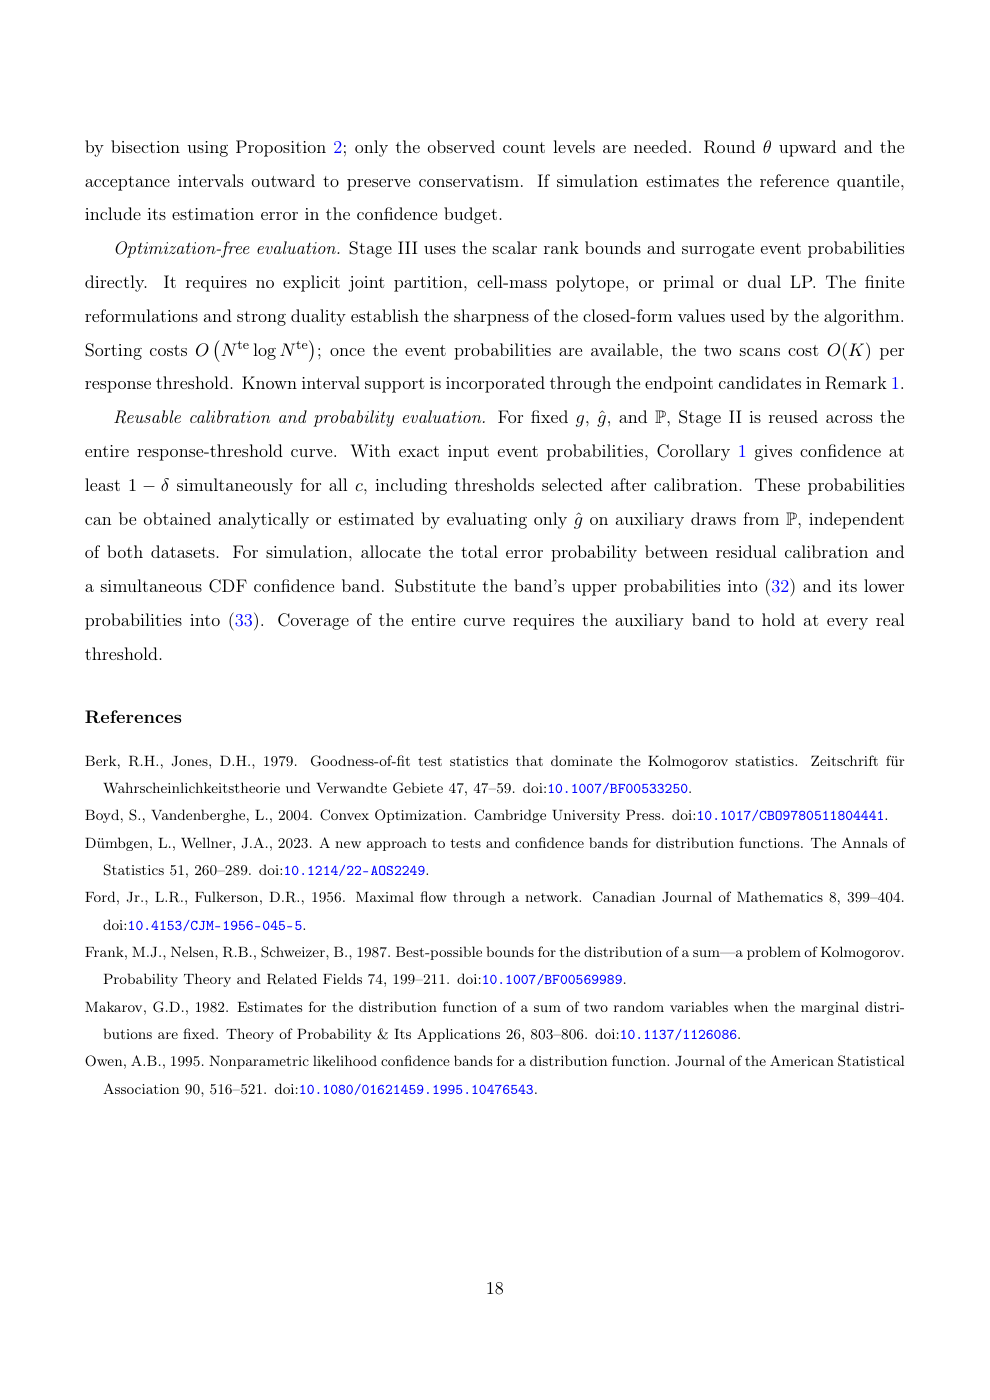 by bisection using Proposition 2; only the observed count levels are needed. Round θ upward and the
acceptance intervals outward to preserve conservatism. If simulation estimates the reference quantile,
include its estimation error in the confidence budget.
Optimization-free evaluation. Stage III uses the scalar rank bounds and surrogate event probabilities
directly. It requires no explicit joint partition, cell-mass polytope, or primal or dual LP. The finite
reformulations and strong duality establish the sharpness of the closed-form values used by the algorithm.
Sorting costs O (N^te log N^te); once the event probabilities are available, the two scans cost O(K) per
response threshold. Known interval support is incorporated through the endpoint candidates in Remark 1.
Reusable calibration and probability evaluation. For fixed g, ĝ, and ℙ, Stage II is reused across the
entire response-threshold curve. With exact input event probabilities, Corollary 1 gives confidence at
least 1 − δ simultaneously for all c, including thresholds selected after calibration. These probabilities
can be obtained analytically or estimated by evaluating only ĝ on auxiliary draws from ℙ, independent
of both datasets. For simulation, allocate the total error probability between residual calibration and
a simultaneous CDF confidence band. Substitute the band's upper probabilities into (32) and its lower
probabilities into (33). Coverage of the entire curve requires the auxiliary band to hold at every real
threshold.
References
Berk, R.H., Jones, D.H., 1979. Goodness-of-fit test statistics that dominate the Kolmogorov statistics. Zeitschrift für
Wahrscheinlichkeitstheorie und Verwandte Gebiete 47, 47–59. doi:10.1007/BF00533250.
Boyd, S., Vandenberghe, L., 2004. Convex Optimization. Cambridge University Press. doi:10.1017/CBO9780511804441.
Dümbgen, L., Wellner, J.A., 2023. A new approach to tests and confidence bands for distribution functions. The Annals of
Statistics 51, 260–289. doi:10.1214/22-AOS2249.
Ford, Jr., L.R., Fulkerson, D.R., 1956. Maximal flow through a network. Canadian Journal of Mathematics 8, 399–404.
doi:10.4153/CJM-1956-045-5.
Frank, M.J., Nelsen, R.B., Schweizer, B., 1987. Best-possible bounds for the distribution of a sum—a problem of Kolmogorov.
Probability Theory and Related Fields 74, 199–211. doi:10.1007/BF00569989.
Makarov, G.D., 1982. Estimates for the distribution function of a sum of two random variables when the marginal distri-
butions are fixed. Theory of Probability & Its Applications 26, 803–806. doi:10.1137/1126086.
Owen, A.B., 1995. Nonparametric likelihood confidence bands for a distribution function. Journal of the American Statistical
Association 90, 516–521. doi:10.1080/01621459.1995.10476543.
18